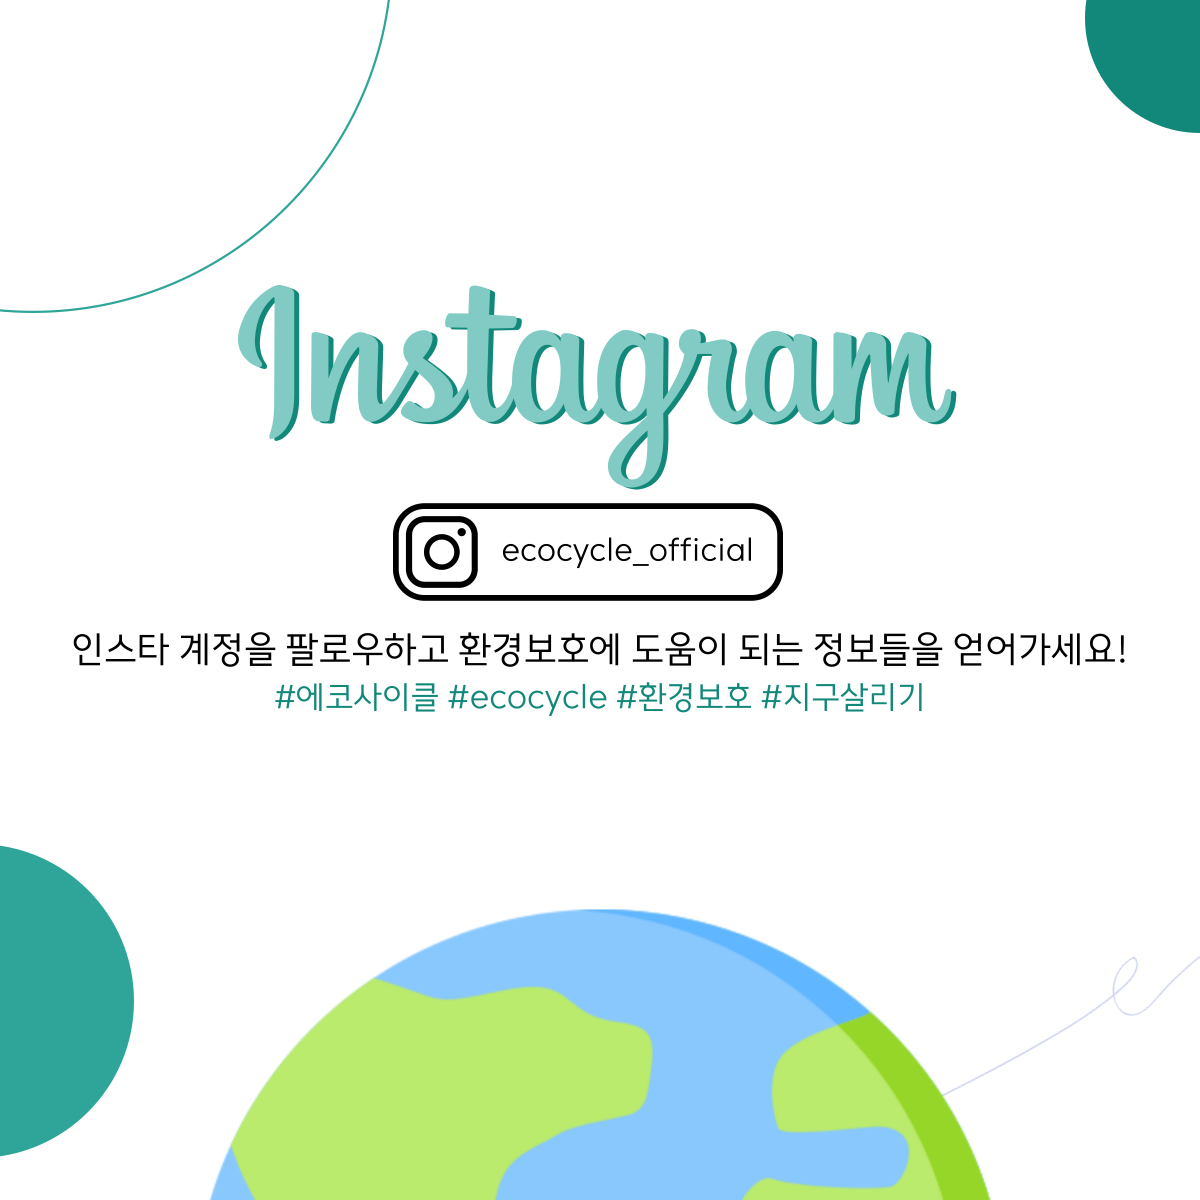 Instagram
ecocycle_official
인스타 계정을 팔로우하고 환경보호에 도움이 되는 정보들을 얻어가세요!
#에코사이클 #ecocycle #환경보호 #지구살리기